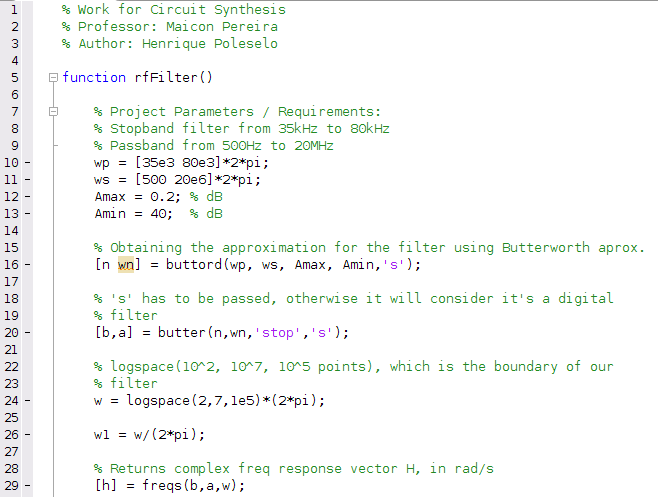 1 % Work for Circuit Synthesis
2 % Professor: Maicon Pereira
3 % Author: Henrique Poleselo
4
5 function rfFilter()
6
7 % Project Parameters / Requirements:
8 % Stopband filter from 35kHz to 80kHz
9 % Passband from 500Hz to 20MHz
10 - wp = [35e3 80e3]*2*pi;
11 - ws = [500 20e6]*2*pi;
12 - Amax = 0.2; % dB
13 - Amin = 40;  % dB
14
15 % Obtaining the approximation for the filter using Butterworth aprox.
16 - [n wn] = buttord(wp, ws, Amax, Amin,'s');
17
18 % 's' has to be passed, otherwise it will consider it's a digital
19 % filter
20 - [b,a] = butter(n,wn,'stop','s');
21
22 % logspace(10^2, 10^7, 10^5 points), which is the boundary of our
23 % filter
24 - w = logspace(2,7,1e5)*(2*pi);
25
26 - w1 = w/(2*pi);
27
28 % Returns complex freq response vector H, in rad/s
29 - [h] = freqs(b,a,w);